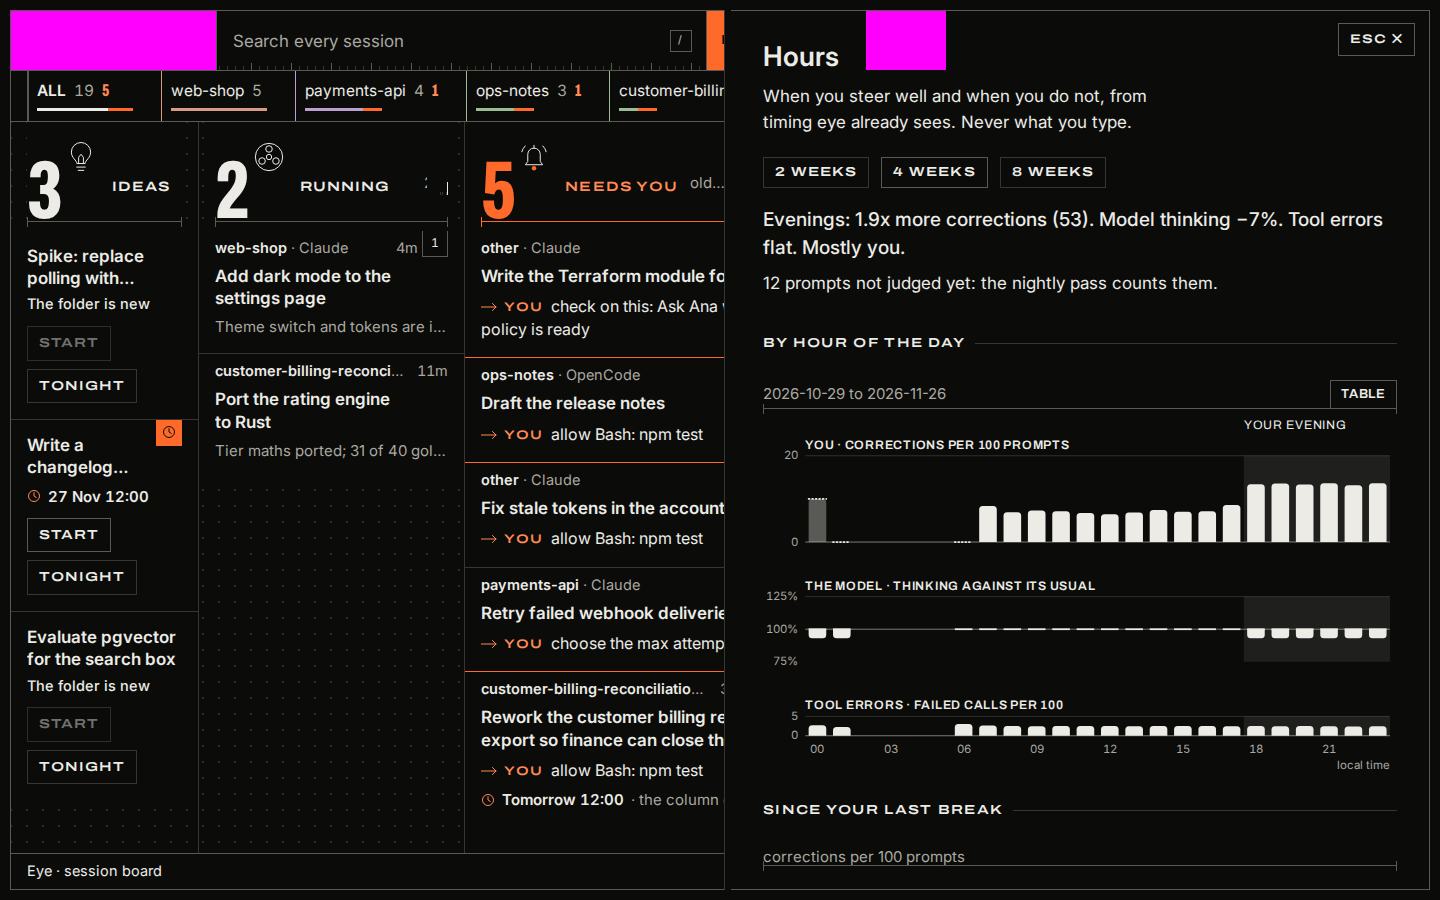 Search every session
/
ALL 19 5
web-shop 5
payments-api 4 1
ops-notes 3 1
customer-billin
3 IDEAS
Spike: replace
polling with...
The folder is new
START
TONIGHT
Write a
changelog...
27 Nov 12:00
START
TONIGHT
Evaluate pgvector
for the search box
The folder is new
START
TONIGHT
2 RUNNING
web-shop · Claude 4m 1
Add dark mode to the
settings page
Theme switch and tokens are i...
customer-billing-reconci... 11m
Port the rating engine
to Rust
Tier maths ported; 31 of 40 gol...
5 NEEDS YOU old...
other · Claude
Write the Terraform module fo
→ YOU check on this: Ask Ana
policy is ready
ops-notes · OpenCode
Draft the release notes
→ YOU allow Bash: npm test
other · Claude
Fix stale tokens in the account
→ YOU allow Bash: npm test
payments-api · Claude
Retry failed webhook deliverie
→ YOU choose the max attemp
customer-billing-reconciliatio...
Rework the customer billing re
export so finance can close th
→ YOU allow Bash: npm test
Tomorrow 12:00 · the column
Eye · session board
Hours
ESC ✕
When you steer well and when you do not, from
timing eye already sees. Never what you type.
2 WEEKS
4 WEEKS
8 WEEKS
Evenings: 1.9x more corrections (53). Model thinking −7%. Tool errors
flat. Mostly you.
12 prompts not judged yet: the nightly pass counts them.
BY HOUR OF THE DAY
2026-10-29 to 2026-11-26
TABLE
YOUR EVENING
YOU · CORRECTIONS PER 100 PROMPTS
20
0
THE MODEL · THINKING AGAINST ITS USUAL
125%
100%
75%
TOOL ERRORS · FAILED CALLS PER 100
5
0
00 03 06 09 12 15 18 21
local time
SINCE YOUR LAST BREAK
corrections per 100 prompts